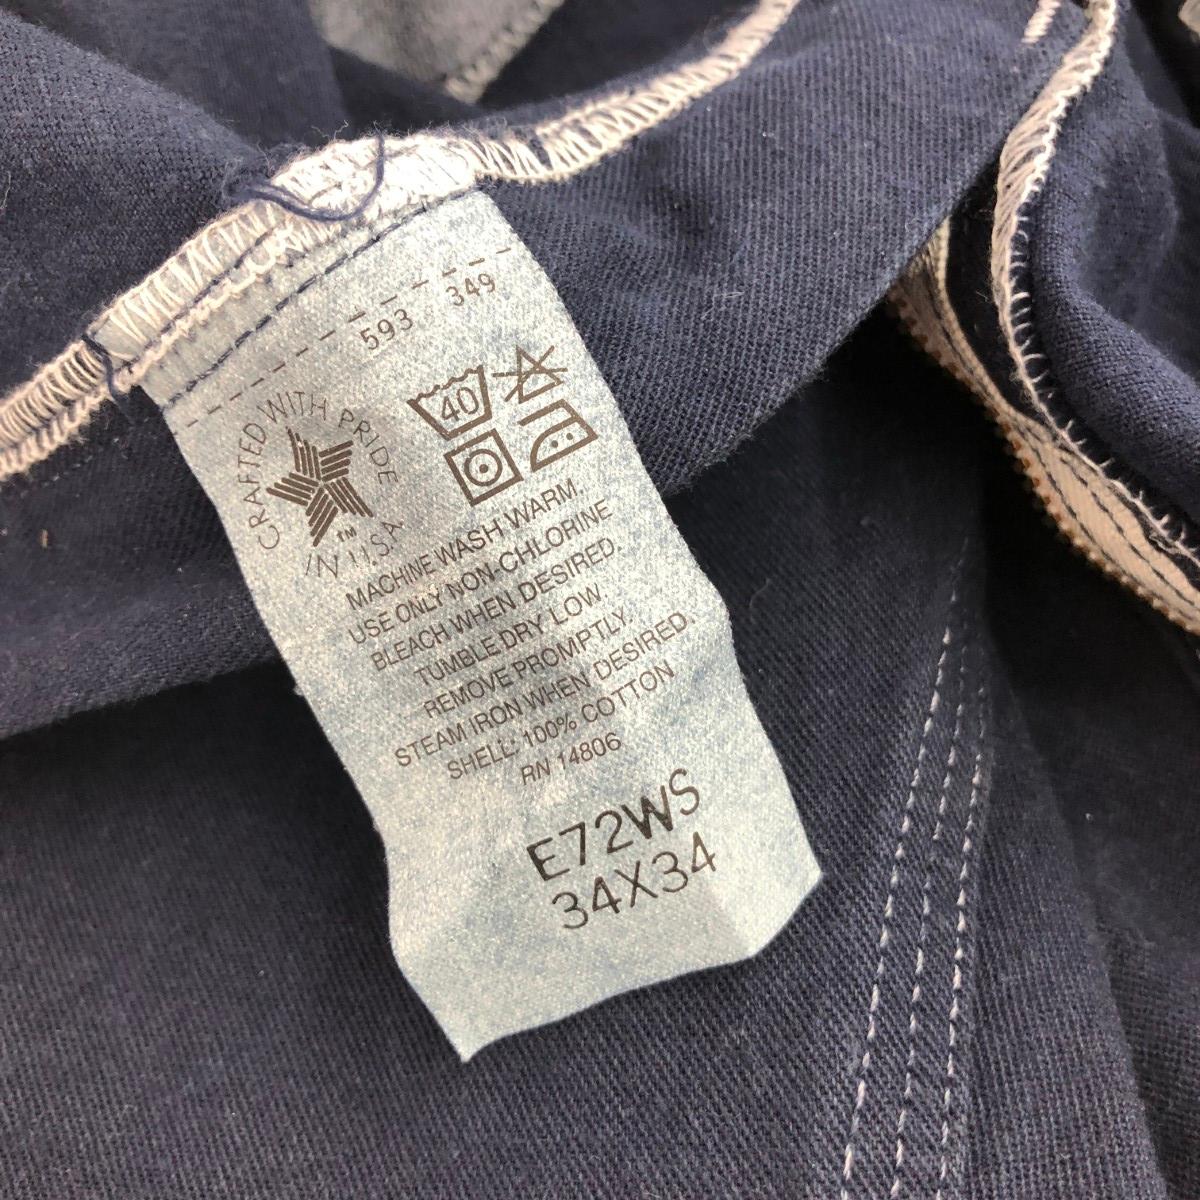 593 349
CRAFTED WITH PRIDE
IN U.S.A.
TM
40
MACHINE WASH WARM.
USE ONLY NON-CHLORINE
BLEACH WHEN DESIRED.
TUMBLE DRY LOW.
REMOVE PROMPTLY.
STEAM IRON WHEN DESIRED.
SHELL: 100% COTTON
RN 14806
E72WS
34X34